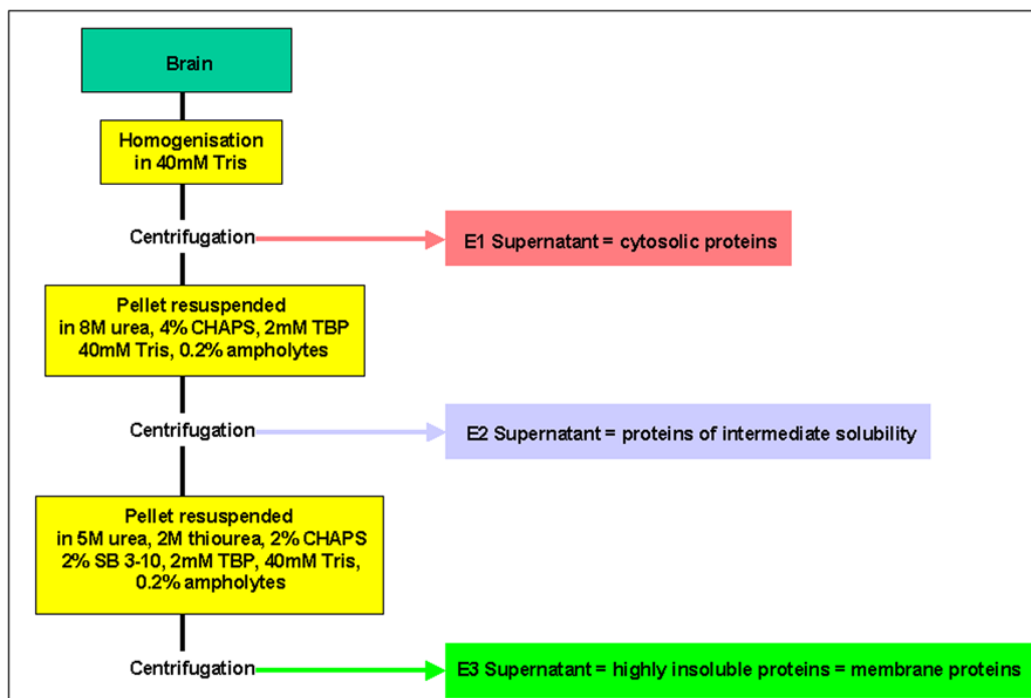 Brain
Homogenisation
in 40mM Tris
Centrifugation
E1 Supernatant = cytosolic proteins
Pellet resuspended
in 8M urea, 4% CHAPS, 2mM TBP
40mM Tris, 0.2% ampholytes
Centrifugation
E2 Supernatant = proteins of intermediate solubility
Pellet resuspended
in 5M urea, 2M thiourea, 2% CHAPS
2% SB 3-10, 2mM TBP, 40mM Tris,
0.2% ampholytes
Centrifugation
E3 Supernatant = highly insoluble proteins = membrane proteins